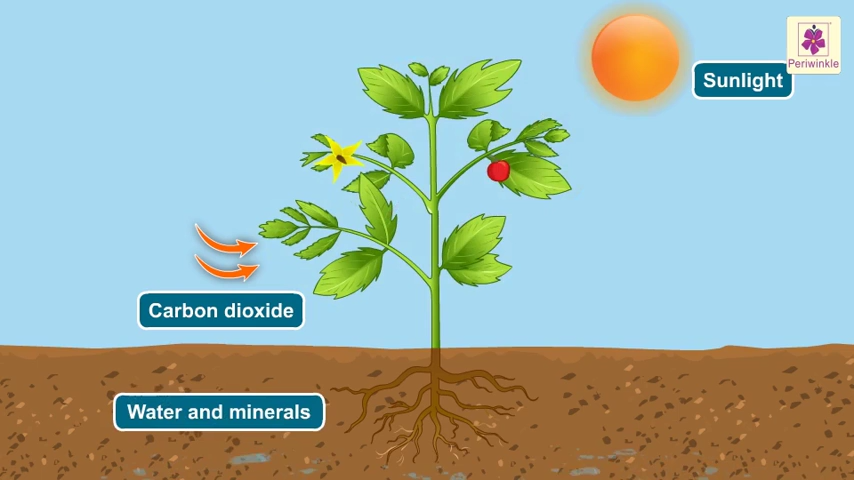 Periwinkle
Sunlight
Carbon dioxide
Water and minerals